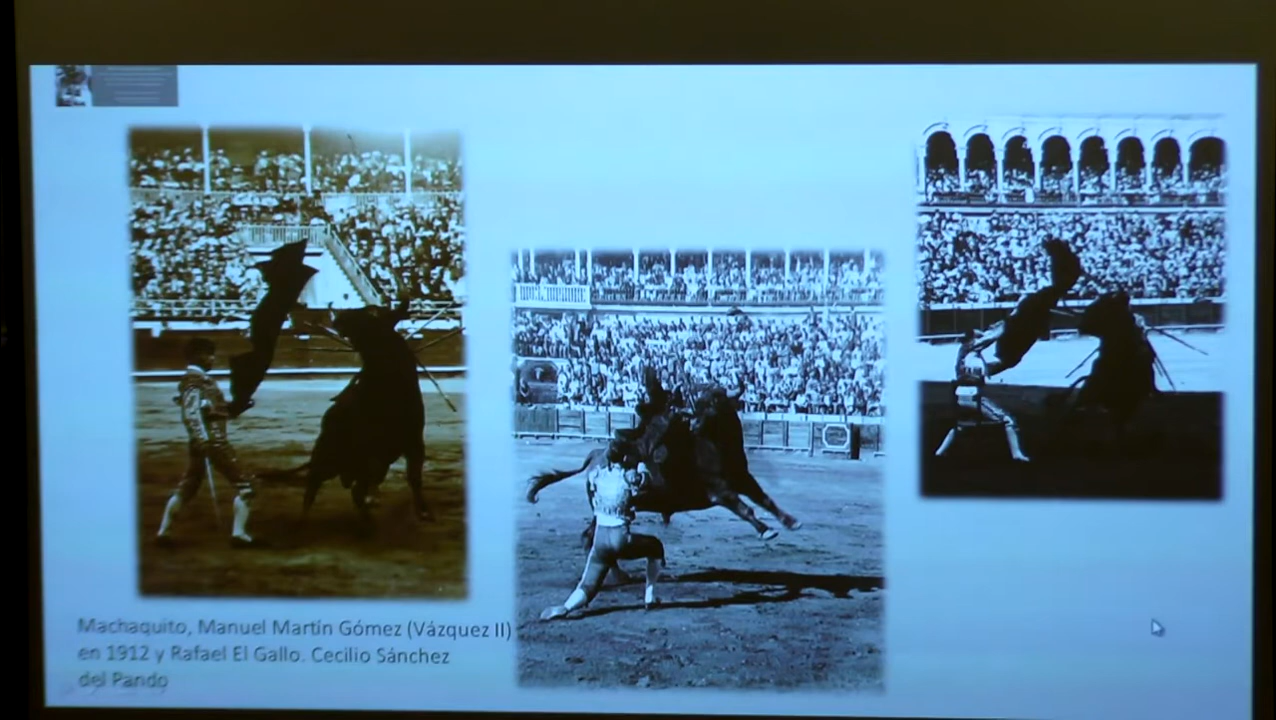 Machaquito, Manuel Martín Gómez (Vázquez II)
en 1912 y Rafael El Gallo. Cecilio Sánchez
del Pando